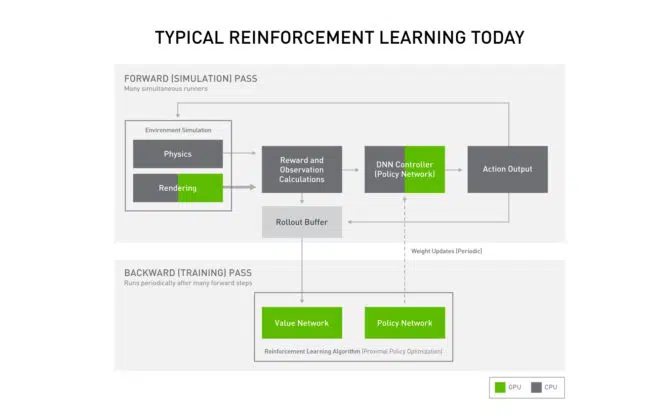 TYPICAL REINFORCEMENT LEARNING TODAY
FORWARD (SIMULATION) PASS
Many simultaneous runners
Environment Simulation
Physics
Rendering
Reward and
Observation
Calculations
DNN Controller
(Policy Network)
Action Output
Rollout Buffer
Weight Updates (Periodic)
BACKWARD (TRAINING) PASS
Runs periodically after many forward steps
Value Network
Policy Network
Reinforcement Learning Algorithm (Proximal Policy Optimization)
GPU
CPU